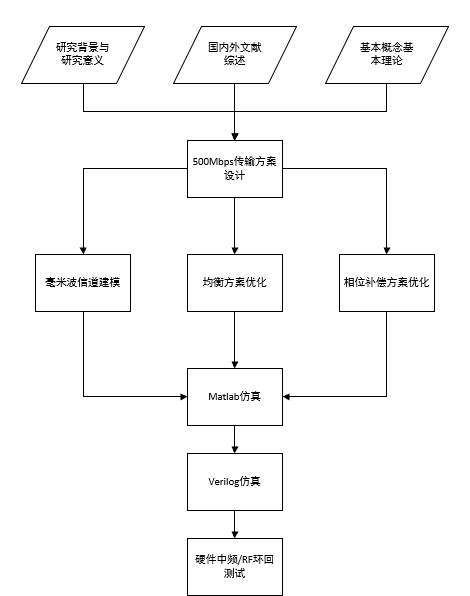 研究背景与
研究意义
国内外文献
综述
基本概念基
本理论
500Mbps传输方案
设计
毫米波信道建模
均衡方案优化
相位补偿方案优化
Matlab仿真
Verilog仿真
硬件中频/RF环回
测试